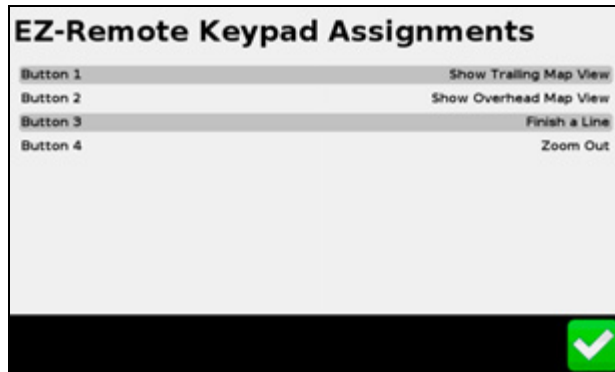 EZ-Remote Keypad Assignments
Button 1 Show Trailing Map View
Button 2 Show Overhead Map View
Button 3 Finish a Line
Button 4 Zoom Out